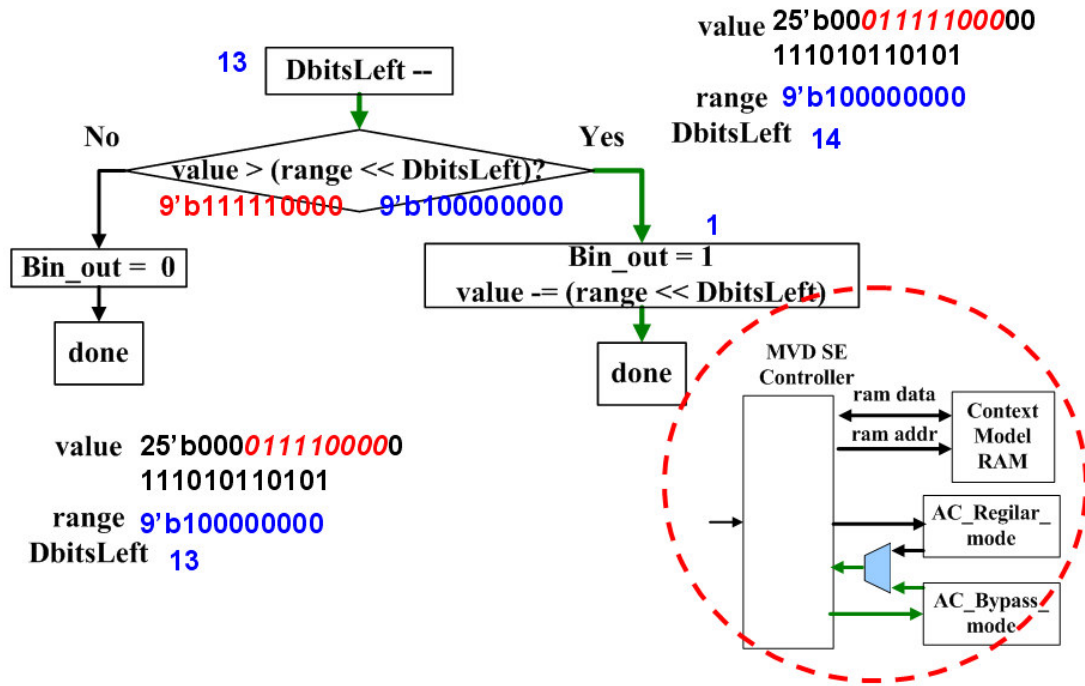 value 25'b000111110000
111010110101
range 9'b100000000
DbitsLeft 14
13
DbitsLeft --
No
Yes
value > (range << DbitsLeft)?
9'b111110000 9'b100000000
1
Bin_out = 0
Bin_out = 1
value -= (range << DbitsLeft)
done
done
value 25'b0000111100000
111010110101
range 9'b100000000
DbitsLeft 13
MVD SE
Controller
ram data
ram addr
Context
Model
RAM
AC_Regilar_
mode
AC_Bypass_
mode